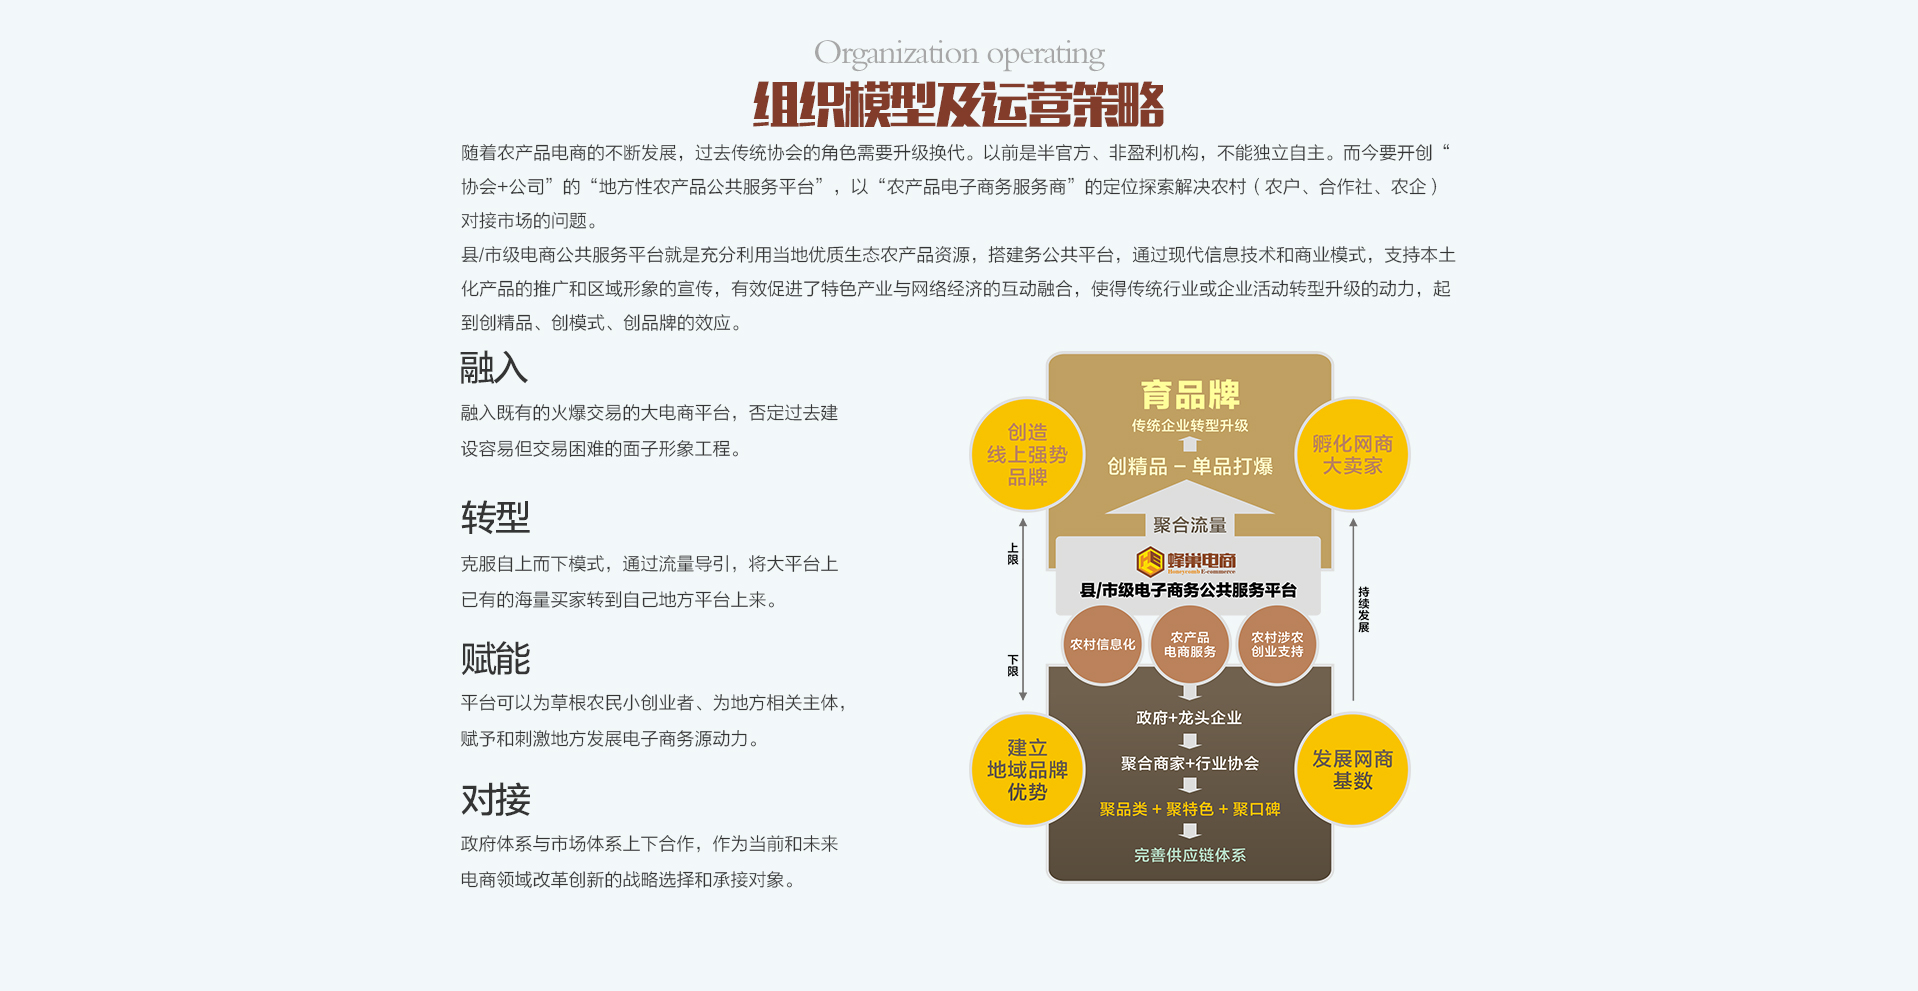 Organization operating
组织模型及运营策略
随着农产品电商的不断发展，过去传统协会的角色需要升级换代。以前是半官方、非盈利机构，不能独立自主。而今要开创“
协会+公司”的“地方性农产品公共服务平台”，以“农产品电子商务服务商”的定位探索解决农村（农户、合作社、农企）
对接市场的问题。
县/市级电商公共服务平台就是充分利用当地优质生态农产品资源，搭建务公共平台，通过现代信息技术和商业模式，支持本土
化产品的推广和区域形象的宣传，有效促进了特色产业与网络经济的互动融合，使得传统行业或企业活动转型升级的动力，起
到创精品、创模式、创品牌的效应。
融入
融入既有的火爆交易的大电商平台，否定过去建
设容易但交易困难的面子形象工程。
转型
克服自上而下模式，通过流量导引，将大平台上
已有的海量买家转到自己地方平台上来。
赋能
平台可以为草根农民小创业者、为地方相关主体，
赋予和刺激地方发展电子商务源动力。
对接
政府体系与市场体系上下合作，作为当前和未来
电商领域改革创新的战略选择和承接对象。
育品牌
传统企业转型升级
创精品 – 单品打爆
聚合流量
创造
线上强势
品牌
孵化网商
大卖家
上限
下限
持续发展
蜂巢电商
Honeycomb E-commerce
县/市级电子商务公共服务平台
农村信息化
农产品
电商服务
农村涉农
创业支持
政府+龙头企业
聚合商家+行业协会
聚品类 + 聚特色 + 聚口碑
完善供应链体系
建立
地域品牌
优势
发展网商
基数